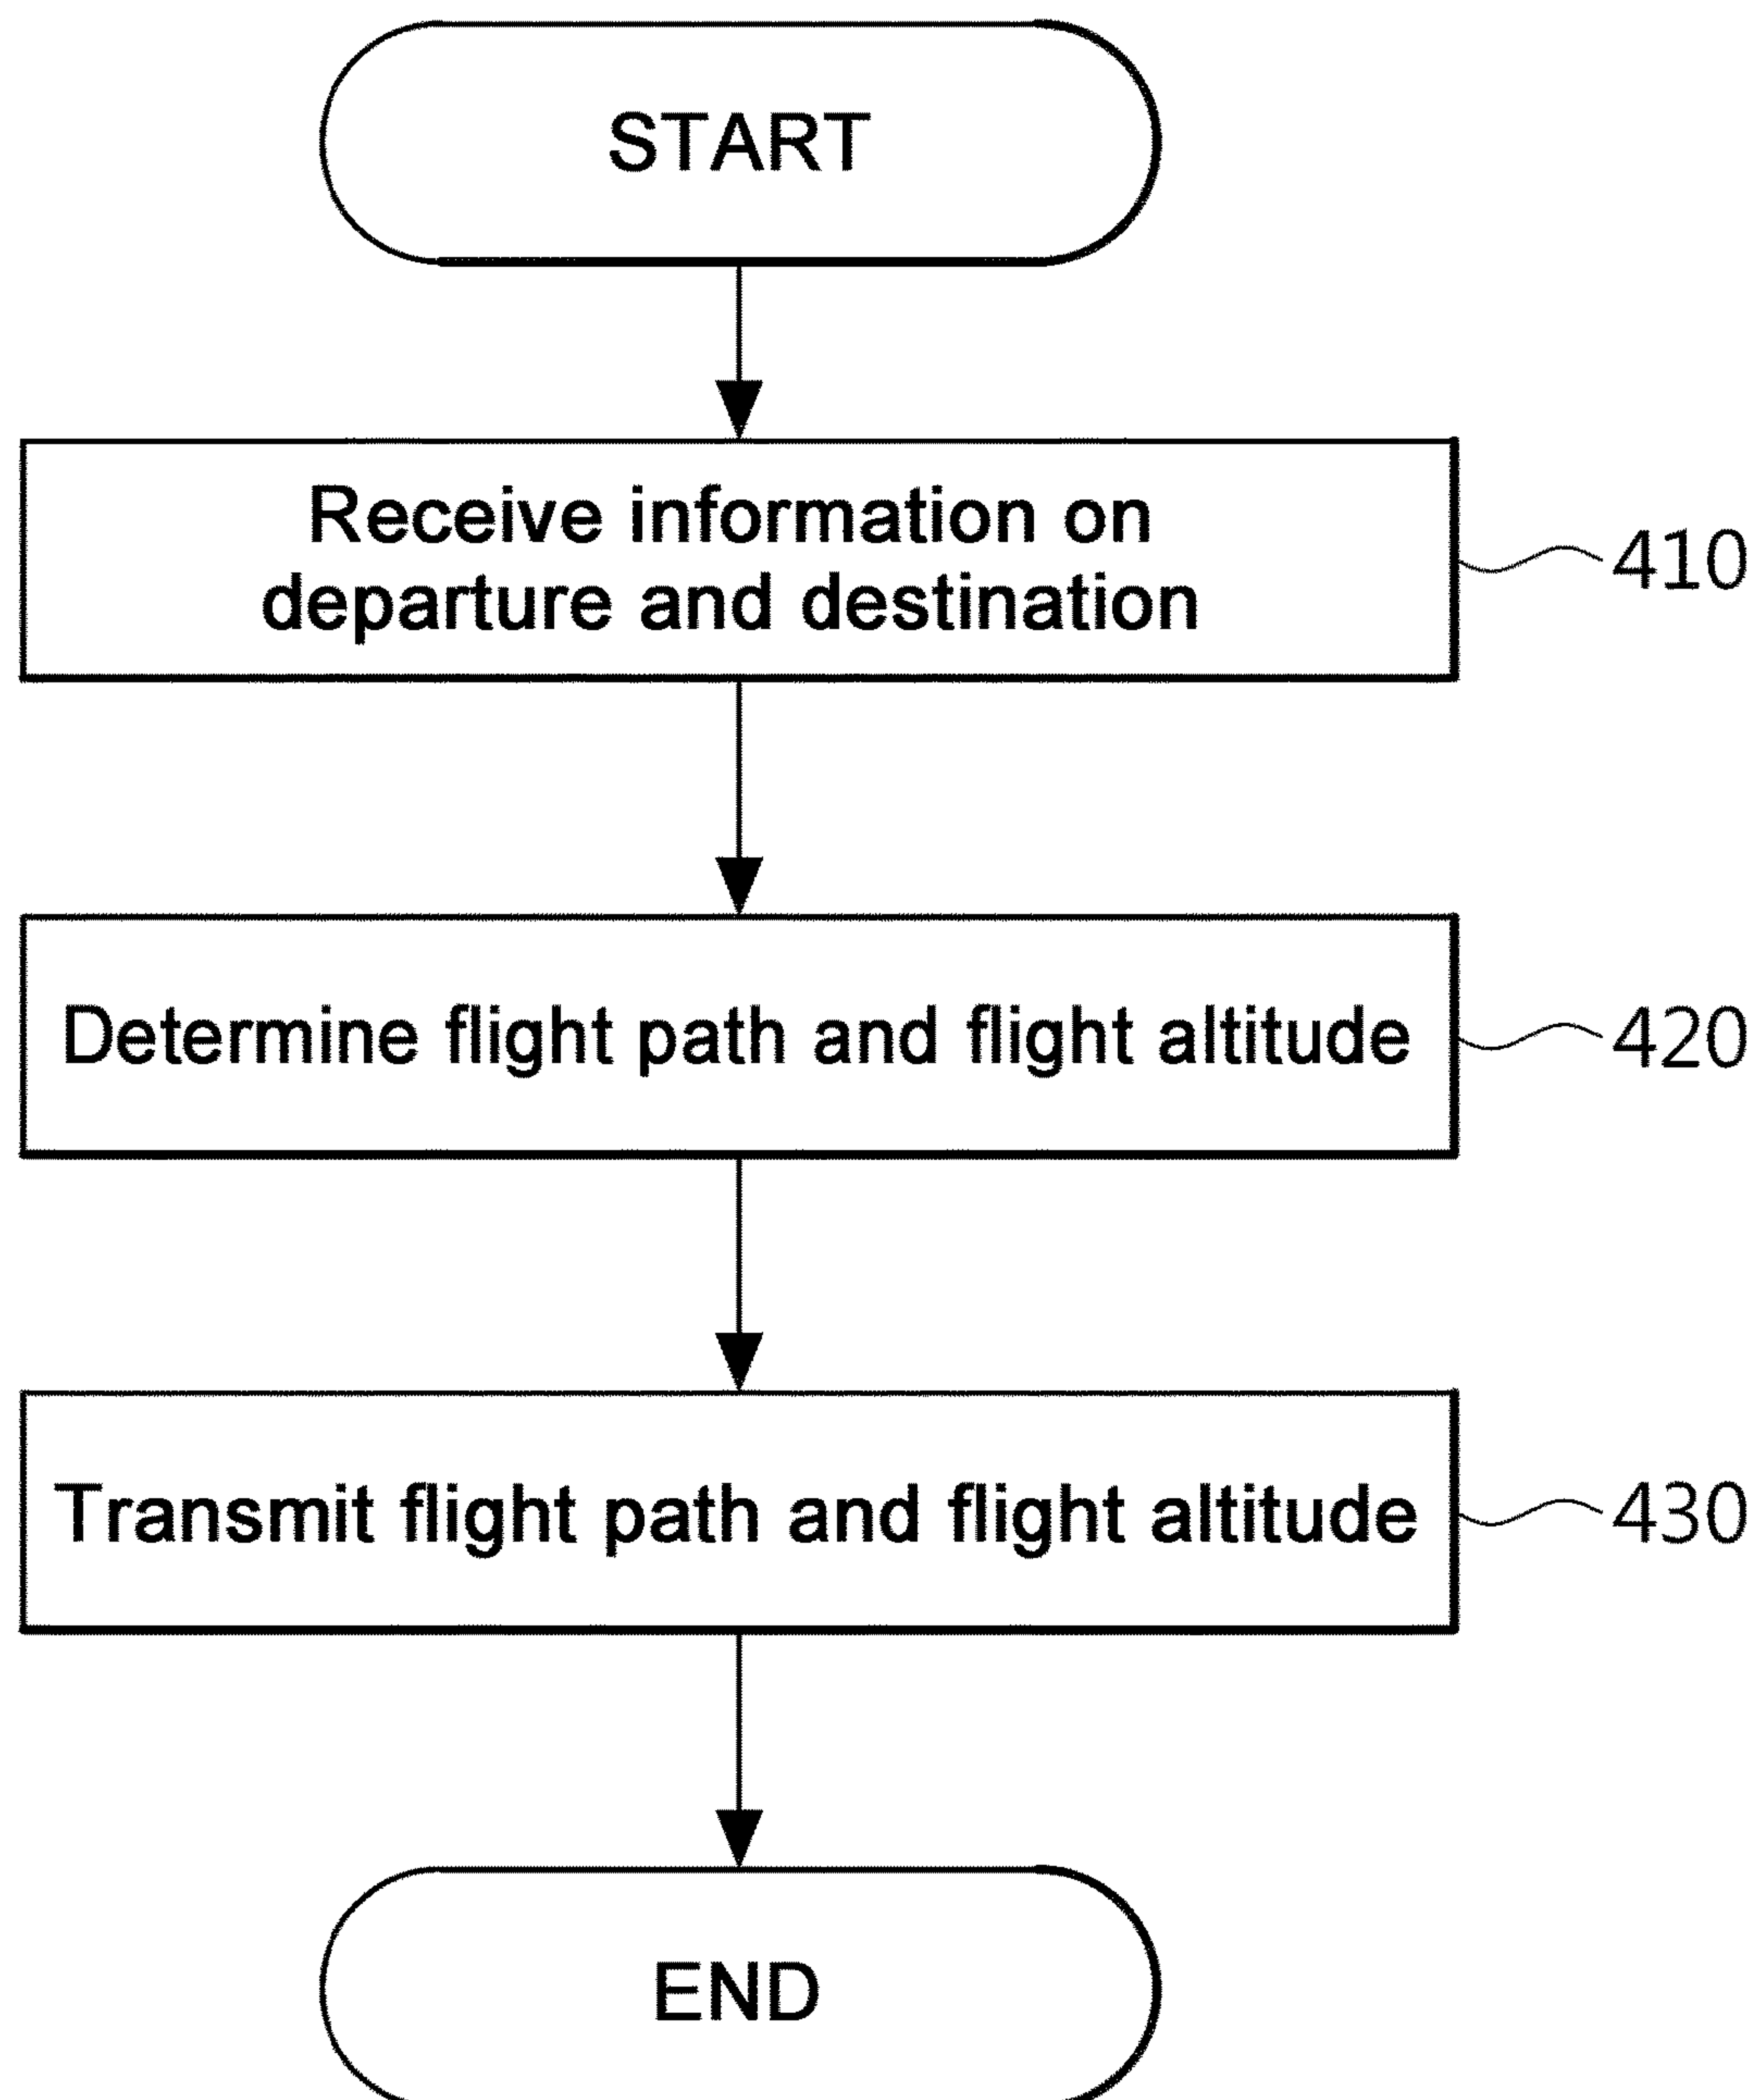 START
Receive information on
departure and destination
410
Determine flight path and flight altitude
420
Transmit flight path and flight altitude
430
END